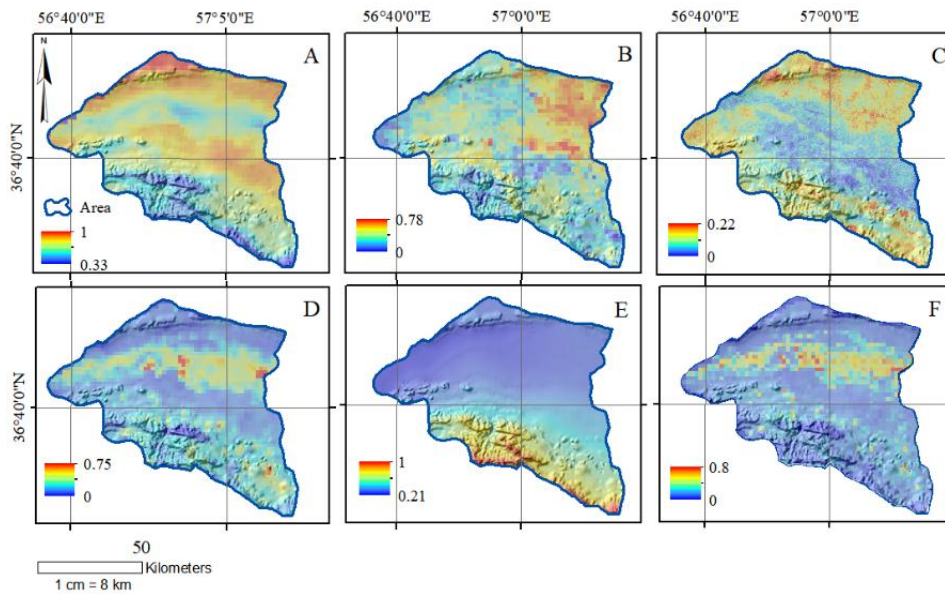 56°40'0"E 57°5'0"E 56°4'0"E 57°0'0"E 56°40'0"E 57°0'0"E
N
A B C
36°40'0"N
Area
1 0.78 0.22
0.33 0 0
D E F
36°40'0"N
0.75 1 0.8
0 0.21 0
50
Kilometers
1 cm = 8 km